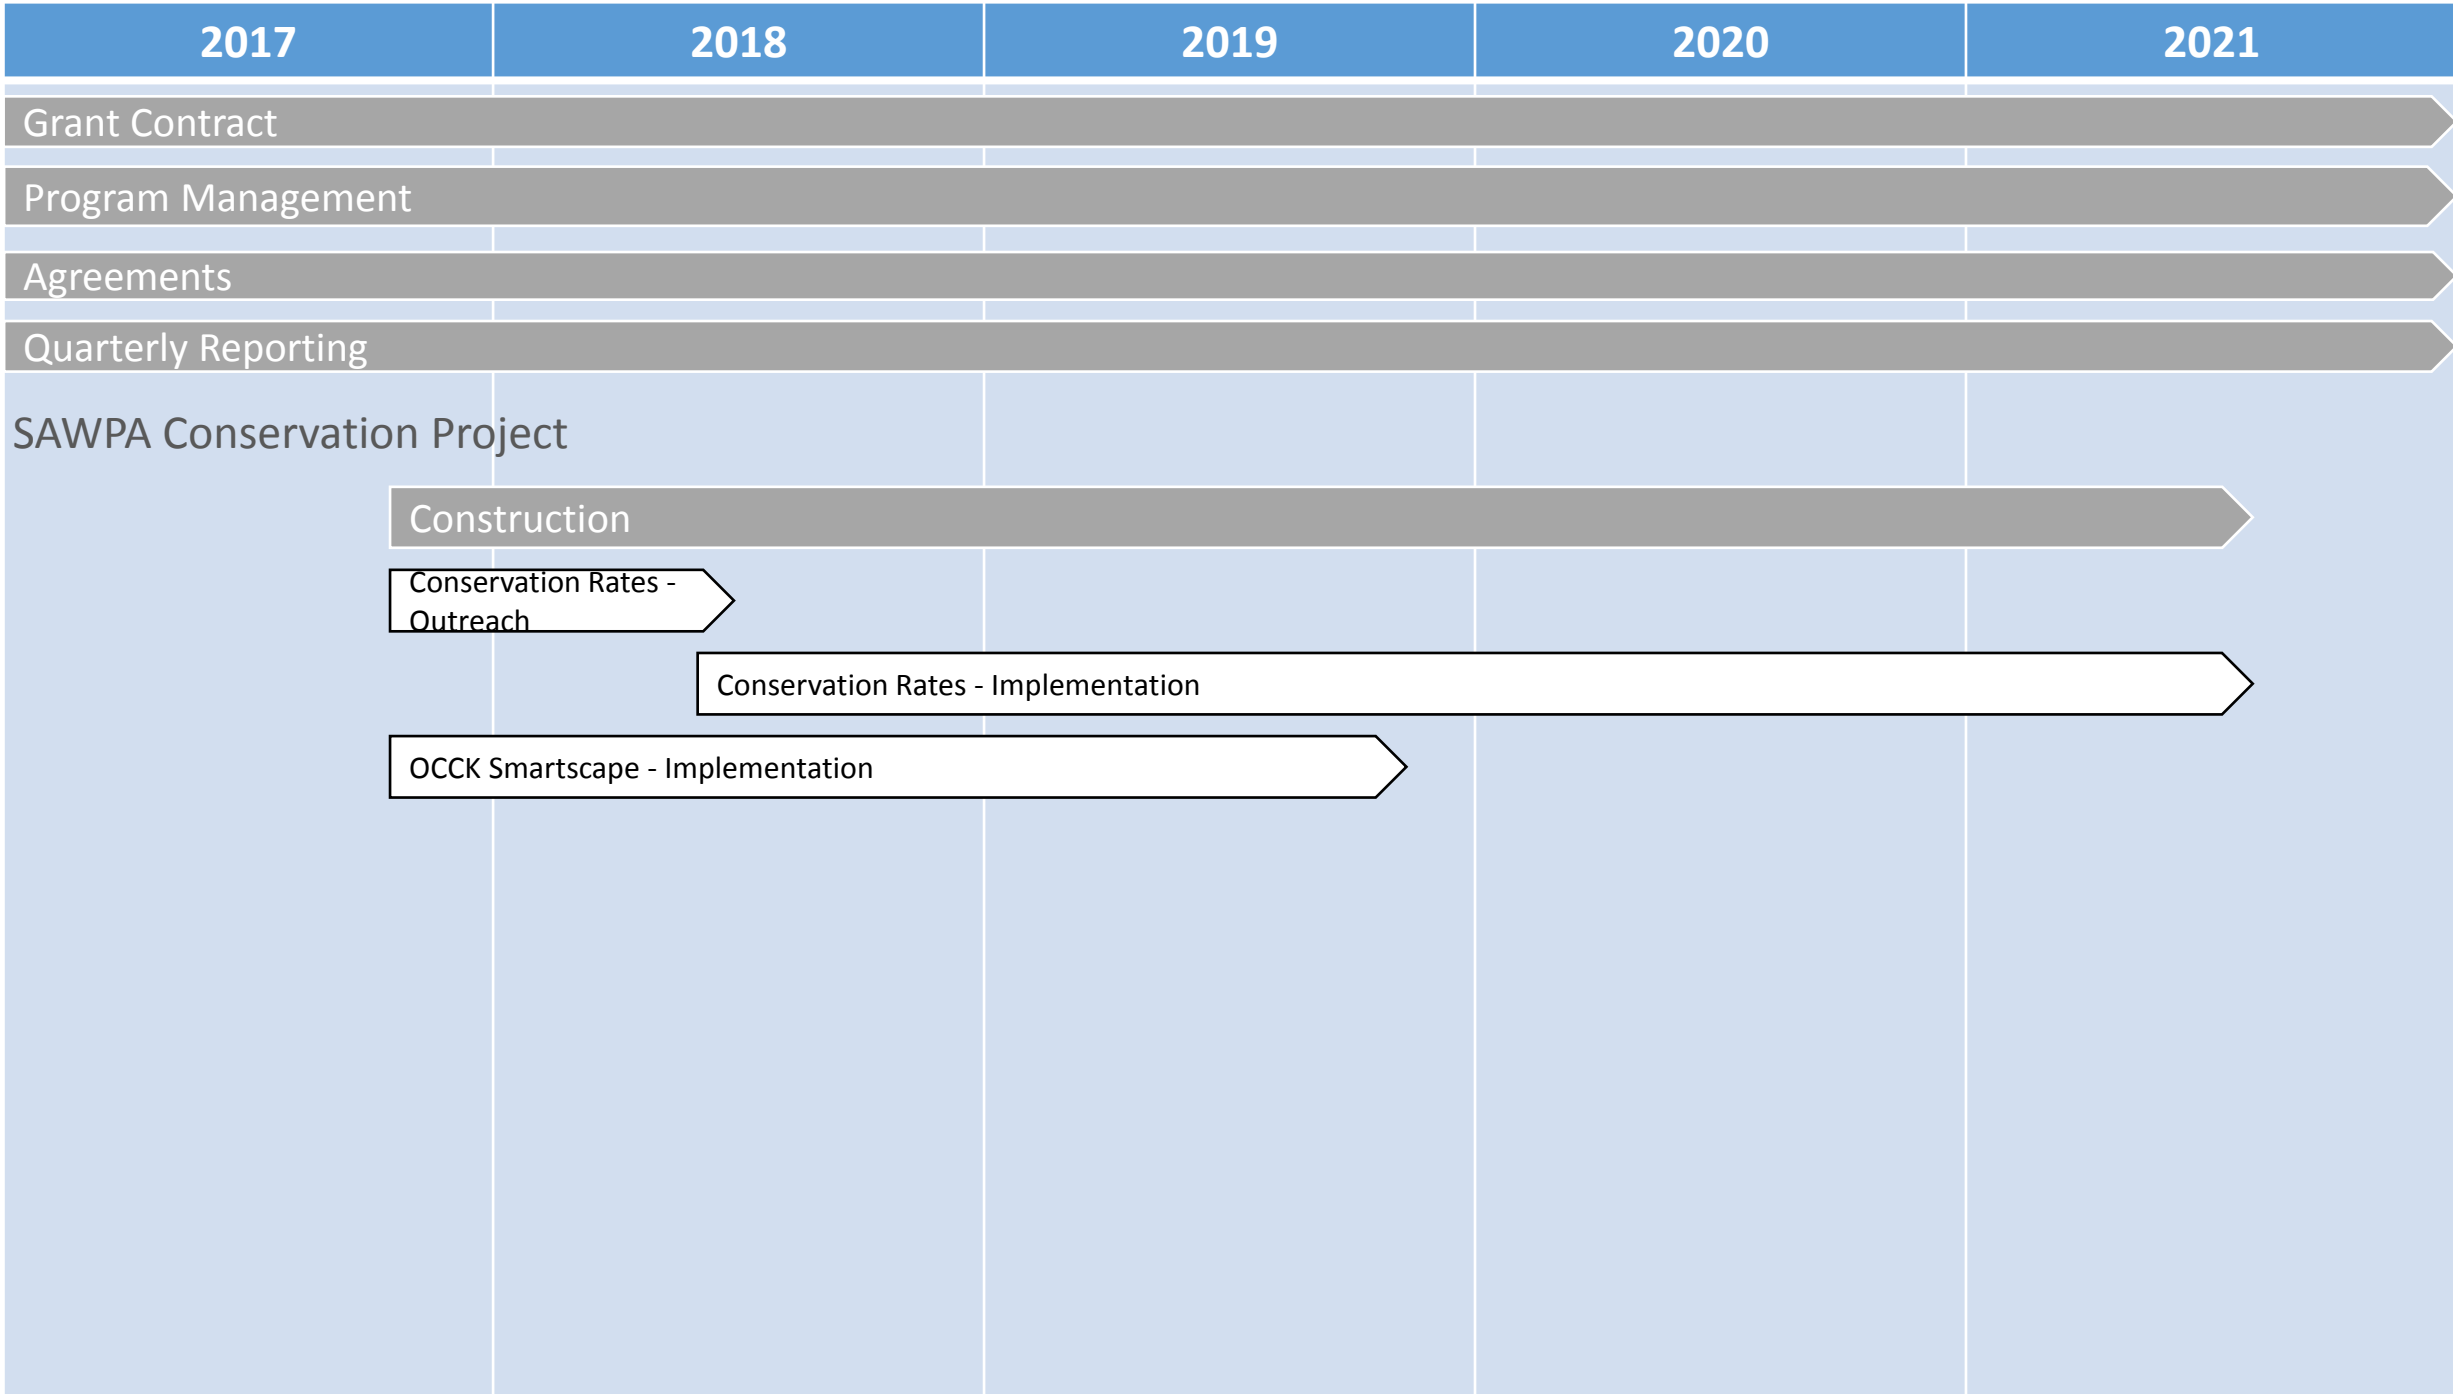 2017 2018 2019 2020 2021
Grant Contract
Program Management
Agreements
Quarterly Reporting
SAWPA Conservation Project
Construction
Conservation Rates -
Outreach
Conservation Rates - Implementation
OCCK Smartscape - Implementation